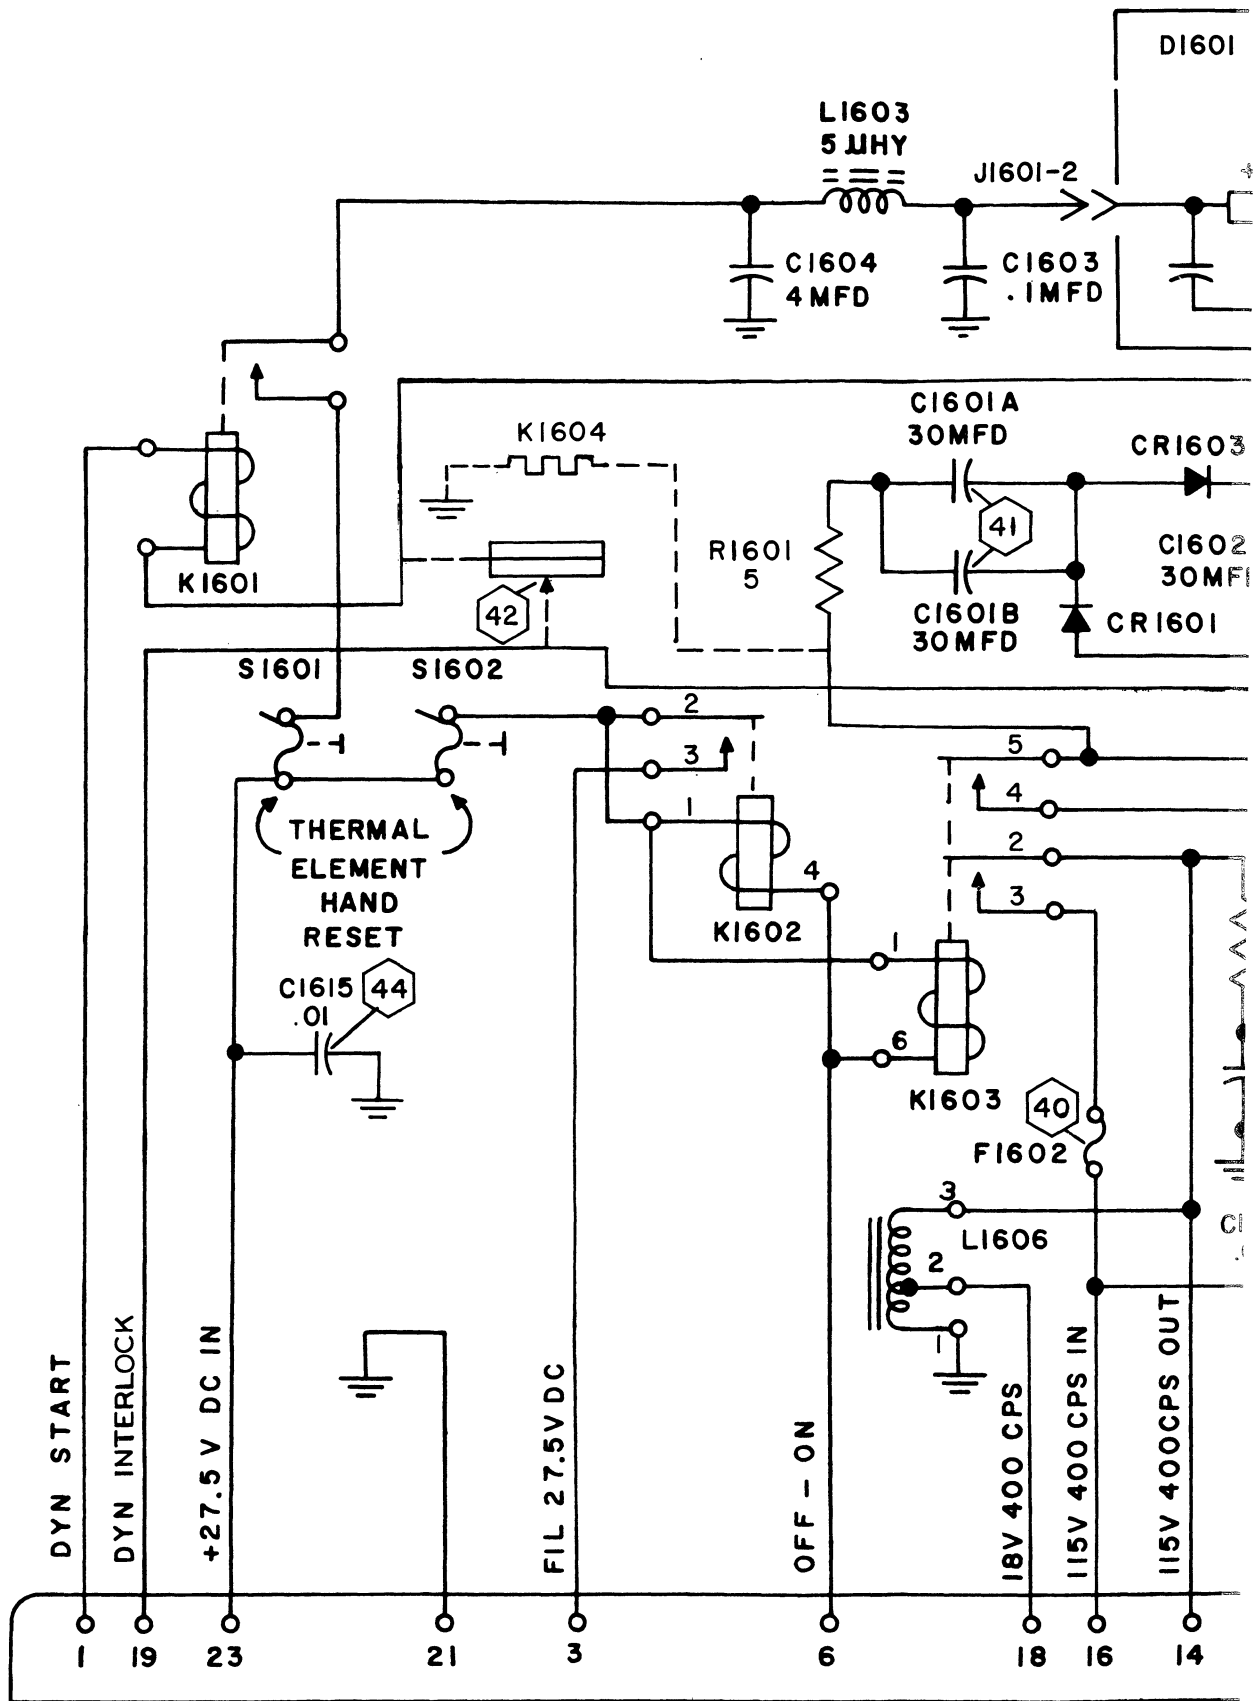 D1601
L1603
5 µHY
J1601-2
+
C1604
4MFD
C1603
.1MFD
C1601A
30MFD
K1604
CR1603
41
R1601
5
C1602
K1601
42
C1601B
30MFD
CR1601
S1601
S1602
2
3
5
1
4
THERMAL
ELEMENT
HAND
RESET
2
4
3
K1602
1
C1615
.01
44
6
K1603
40
F1602
3
L1606
2
1
DYN START
DYN INTERLOCK
+27.5 V DC IN
FIL 27.5V DC
OFF - ON
18V 400 CPS
115V 400 CPS IN
115V 400CPS OUT
1 19 23 21 3 6 18 16 14